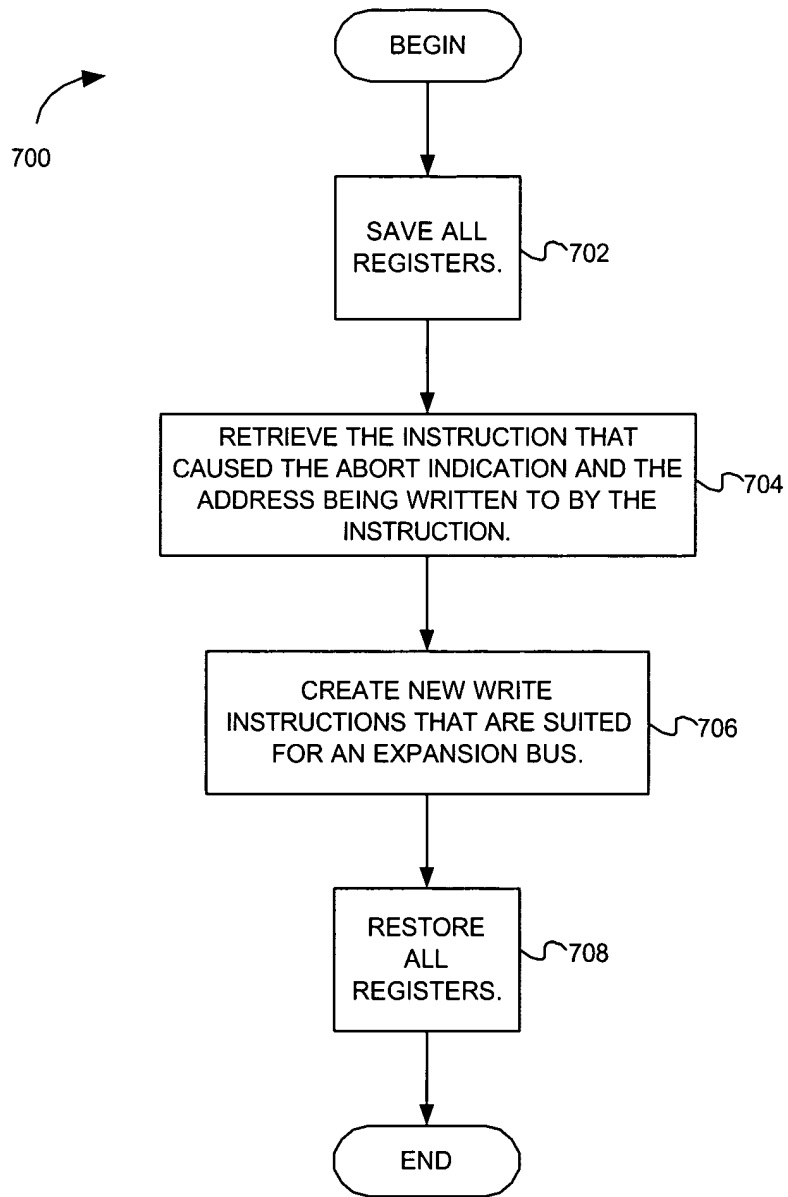 BEGIN
700
SAVE ALL
REGISTERS.
702
RETRIEVE THE INSTRUCTION THAT
CAUSED THE ABORT INDICATION AND THE
ADDRESS BEING WRITTEN TO BY THE
INSTRUCTION.
704
CREATE NEW WRITE
INSTRUCTIONS THAT ARE SUITED
FOR AN EXPANSION BUS.
706
RESTORE
ALL
REGISTERS.
708
END